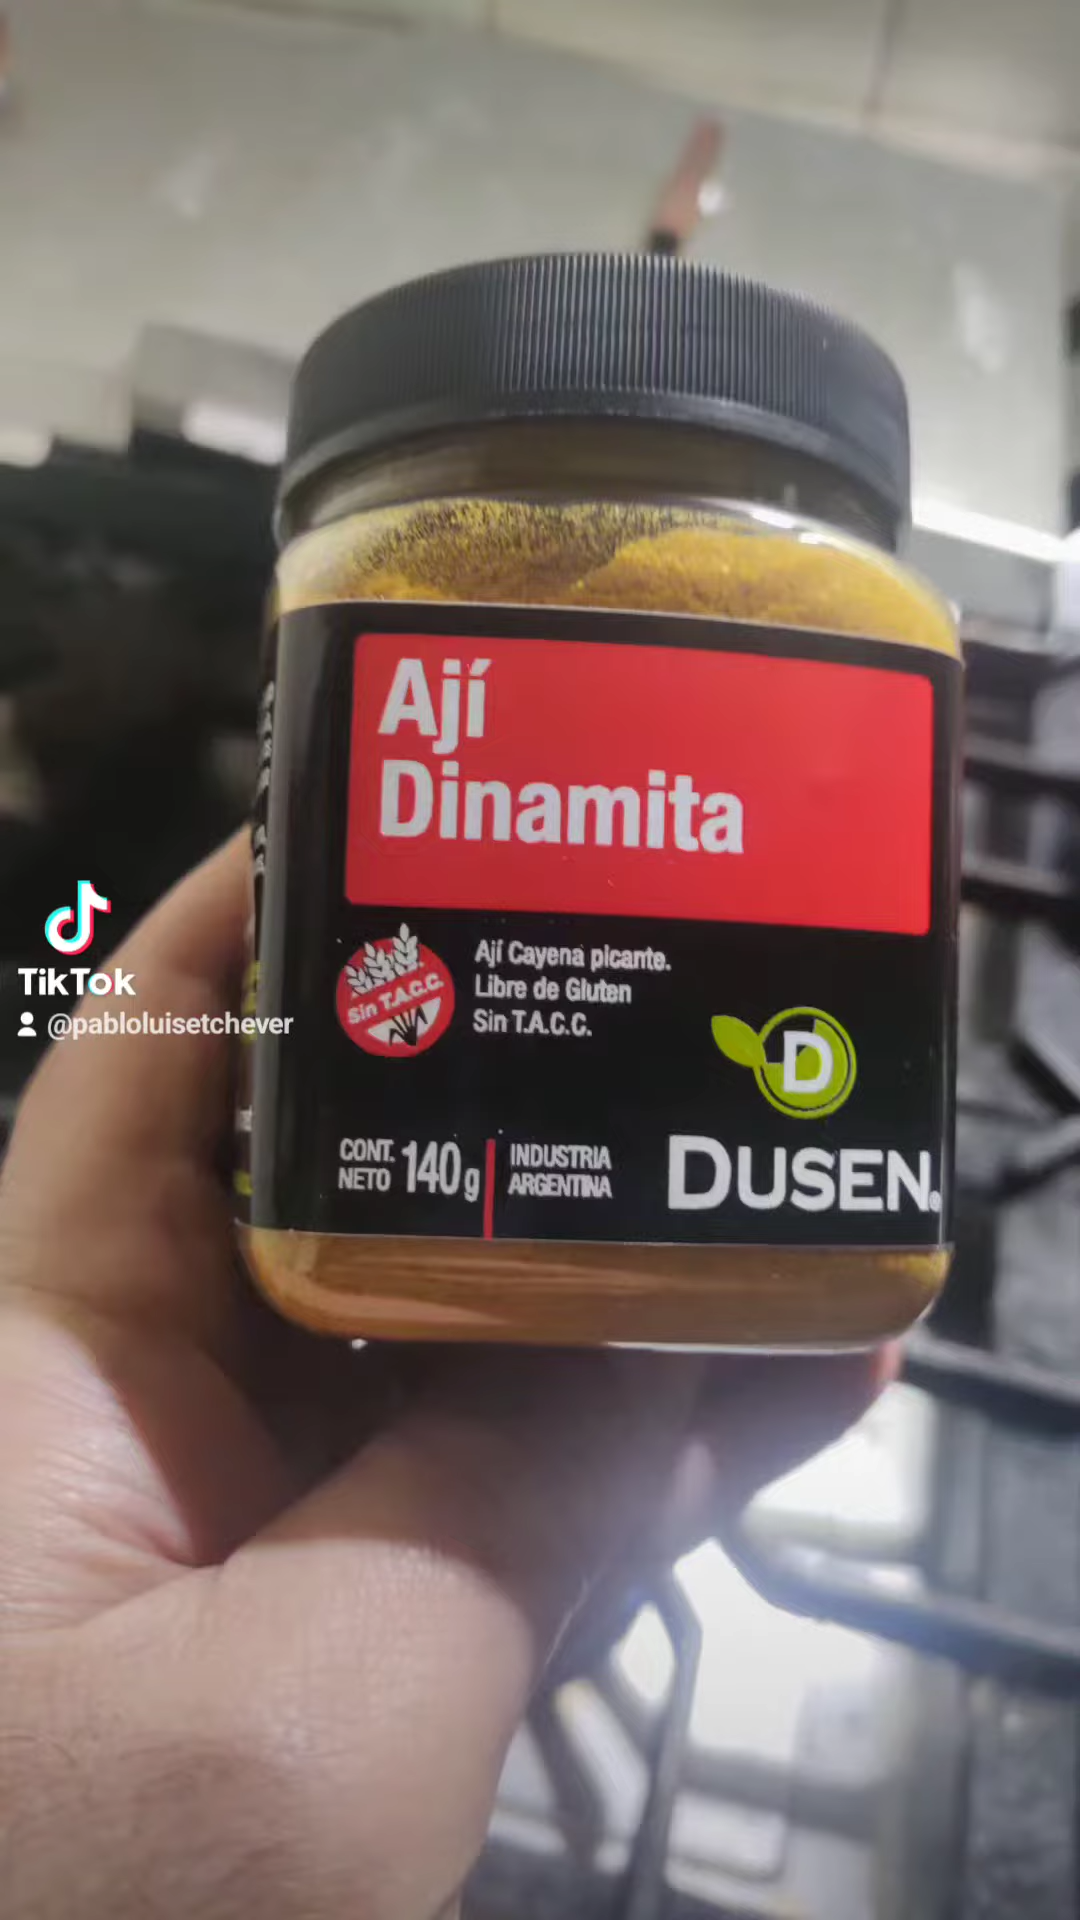 Ají
Dinamita
Sin T.A.C.C.
Ají Cayena picante.
Libre de Gluten
Sin T.A.C.C.
D
CONT.
NETO 140g
INDUSTRIA
ARGENTINA
DUSEN
TikTok
@pabloluisetchever